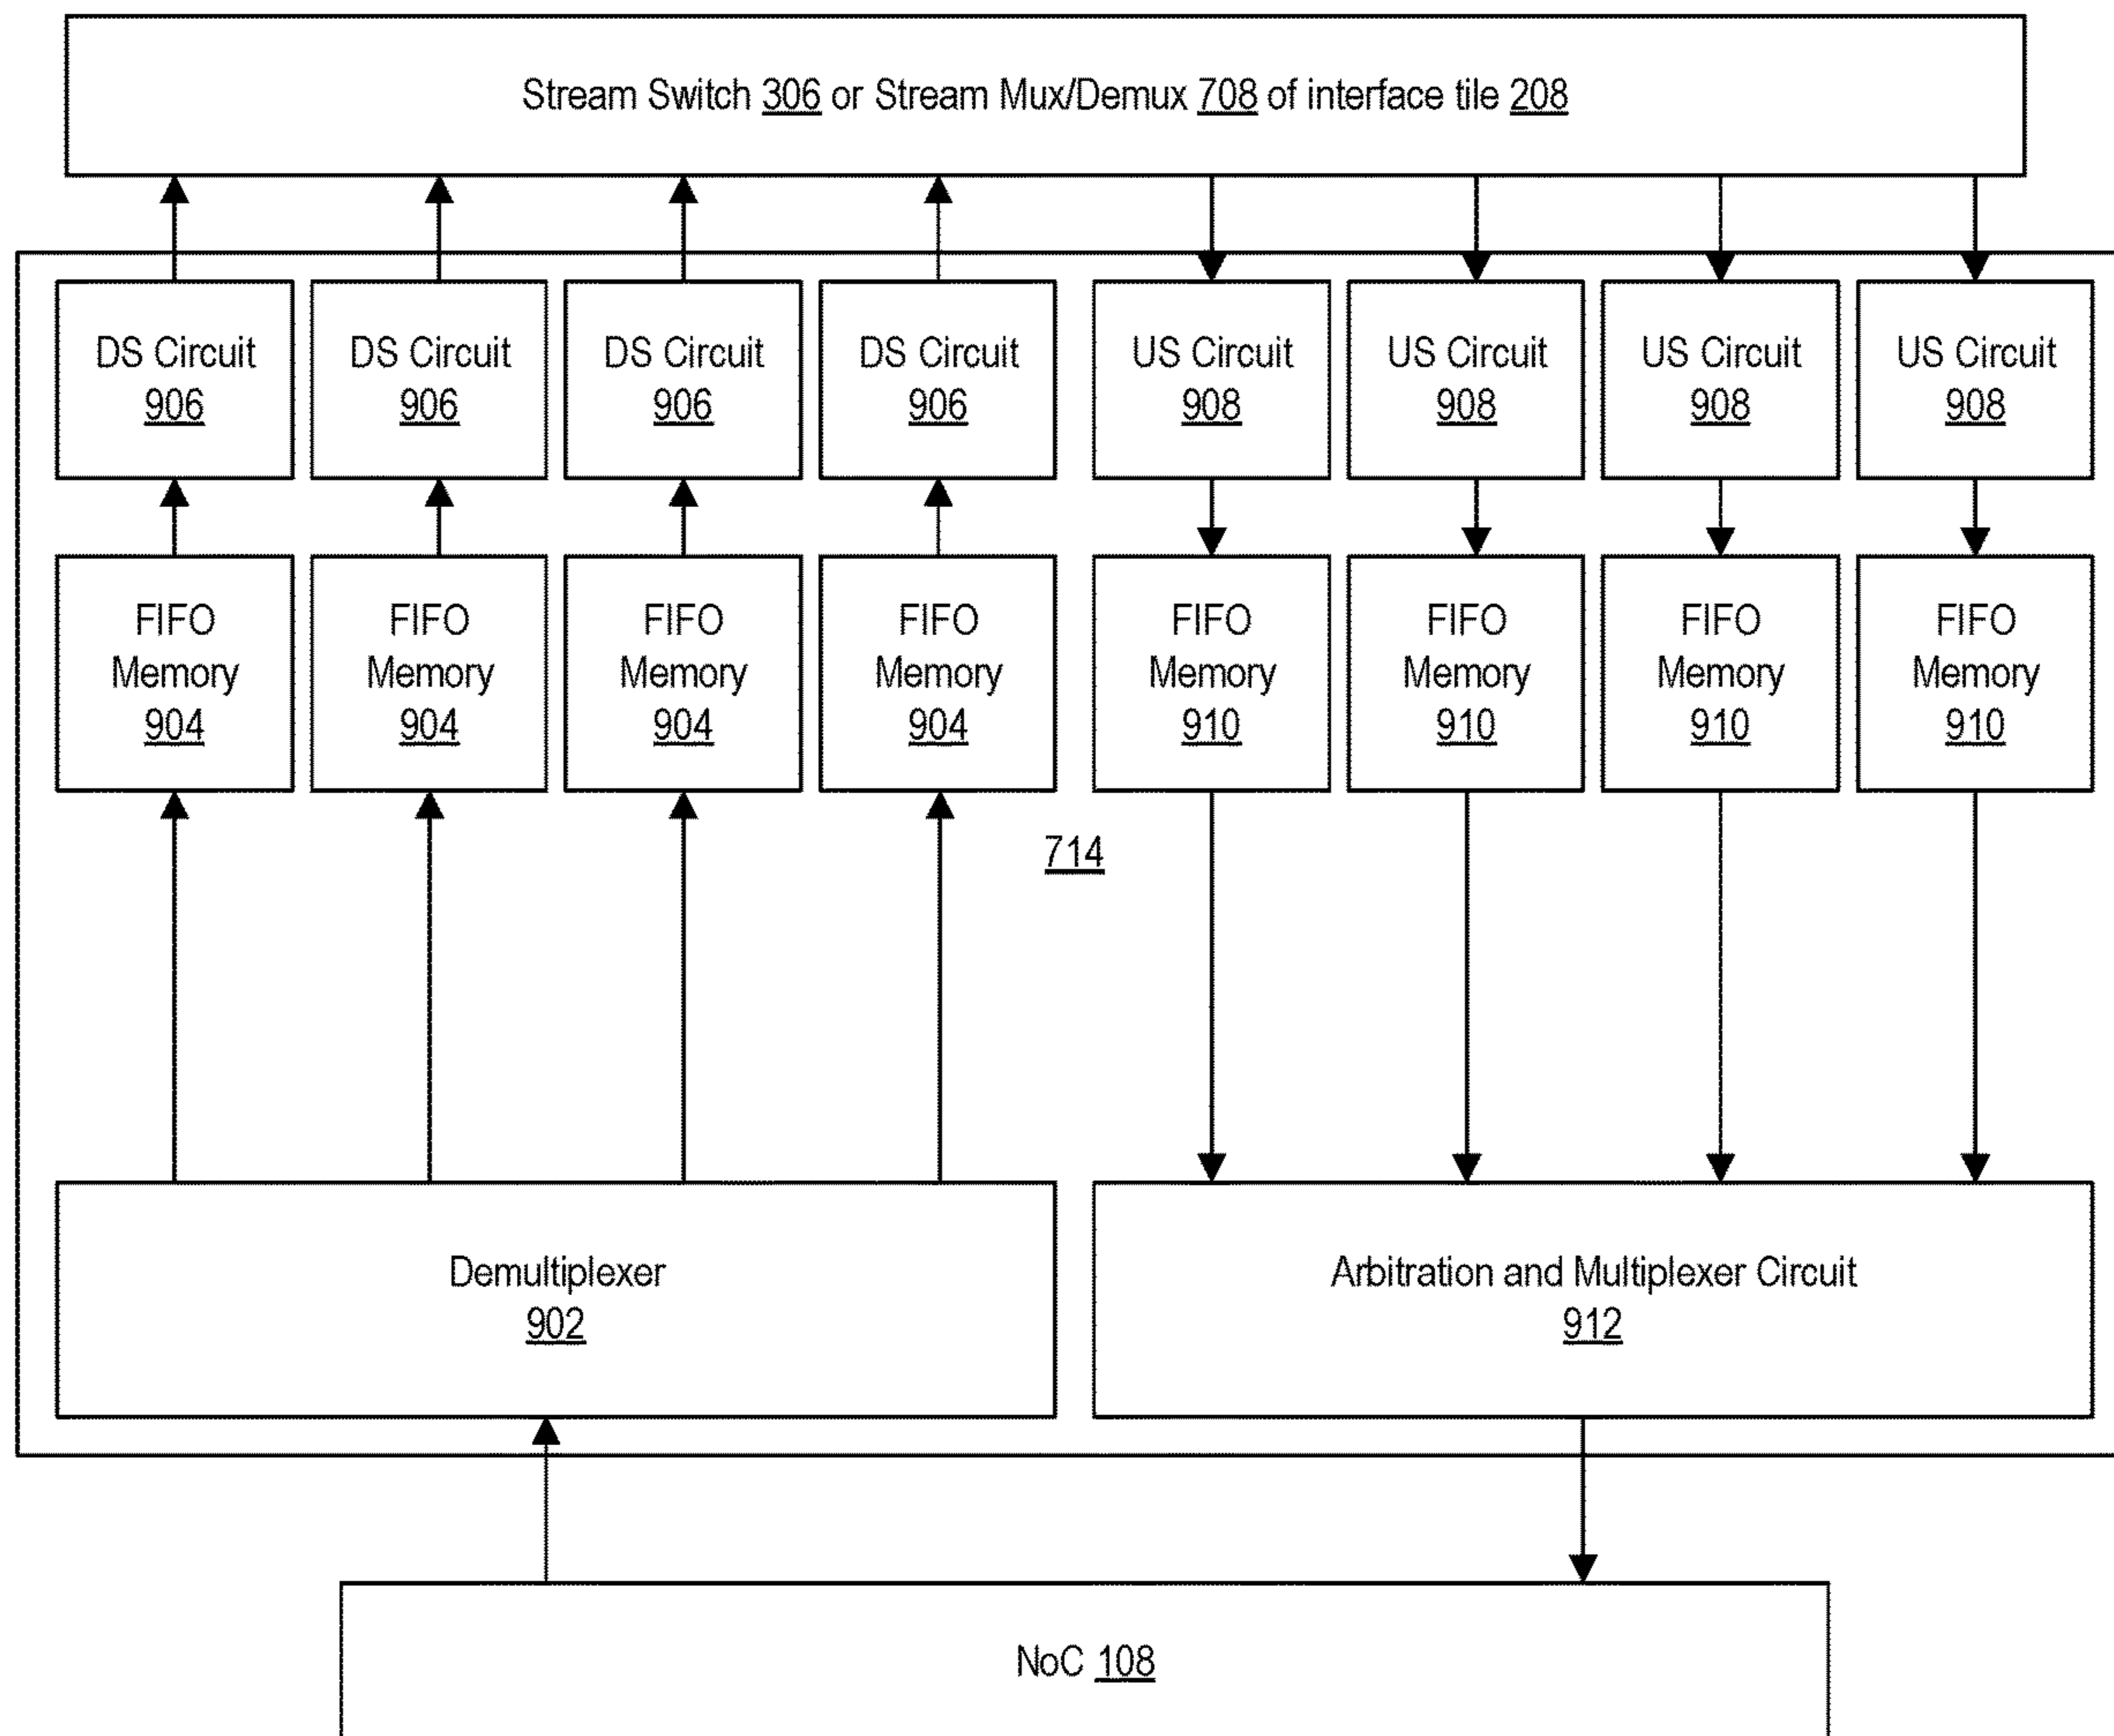 Stream Switch 306 or Stream Mux/Demux 708 of interface tile 208
DS Circuit
906
DS Circuit
906
DS Circuit
906
DS Circuit
906
US Circuit
908
US Circuit
908
US Circuit
908
US Circuit
908
FIFO
Memory
904
FIFO
Memory
904
FIFO
Memory
904
FIFO
Memory
904
FIFO
Memory
910
FIFO
Memory
910
FIFO
Memory
910
FIFO
Memory
910
714
Demultiplexer
902
Arbitration and Multiplexer Circuit
912
NoC 108